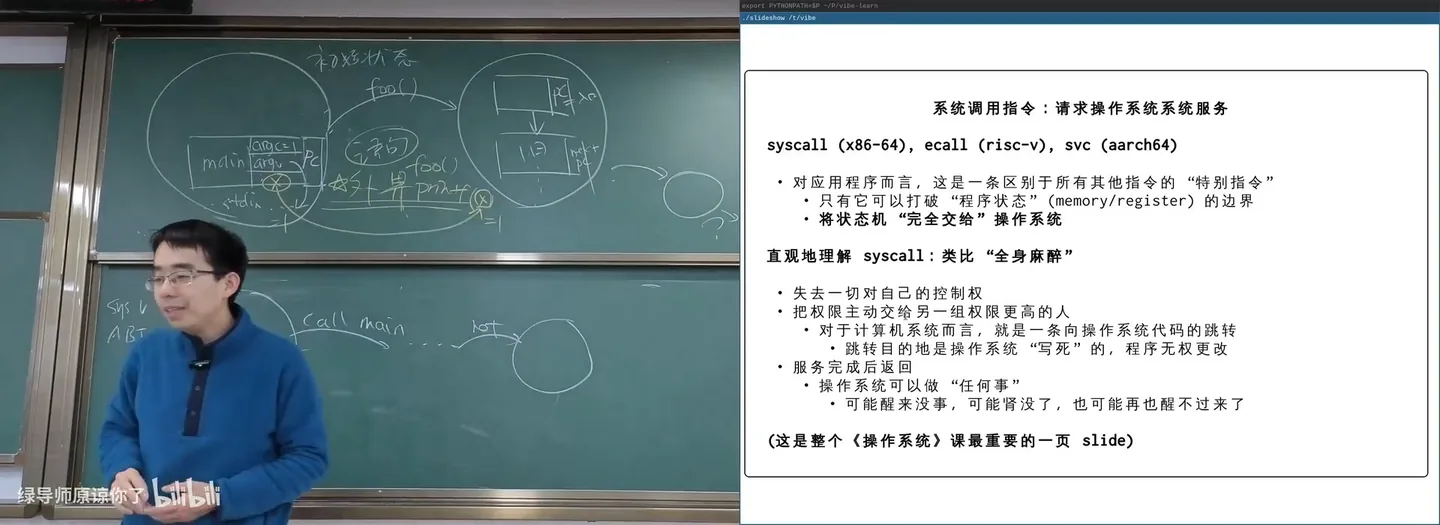 初始状态
foo()
main
argc=1
argv
PC
stdin
=1
计算
foo()
printf
=1
PC
?
sys v
ABI
call main
.....
绿导师原谅你了 bilibili
export PYTHONPATH=$P ~/P/vibe-learn
./slideshow /t/vibe
系统调用指令：请求操作系统系统服务
syscall (x86-64), ecall (risc-v), svc (aarch64)
• 对应用程序而言，这是一条区别于所有其他指令的 “特别指令”
• 只有它可以打破 “程序状态” (memory/register) 的边界
• 将状态机 “完全交给” 操作系统
直观地理解 syscall：类比 “全身麻醉”
• 失去一切对自己的控制权
• 把权限主动交给另一组权限更高的人
• 对于计算机系统而言，就是一条向操作系统代码的跳转
• 跳转目的地是操作系统 “写死” 的，程序无权更改
• 服务完成后返回
• 操作系统可以做 “任何事”
• 可能醒来没事，可能肾没了，也可能再也醒不过来了
(这是整个《操作系统》课最重要的一页 slide)